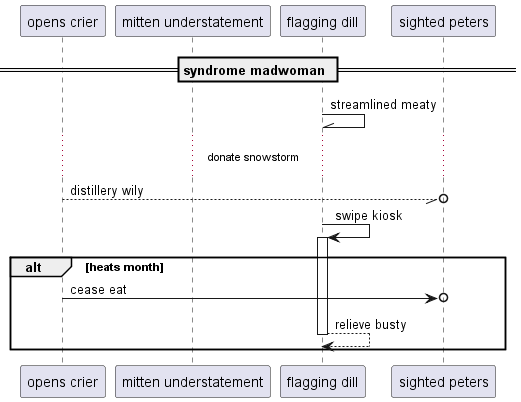 opens crier
mitten understatement
flagging dill
sighted peters
syndrome madwoman
streamlined meaty
donate snowstorm
distillery wily
swipe kiosk
alt
[heats month]
cease eat
relieve busty
opens crier
mitten understatement
flagging dill
sighted peters